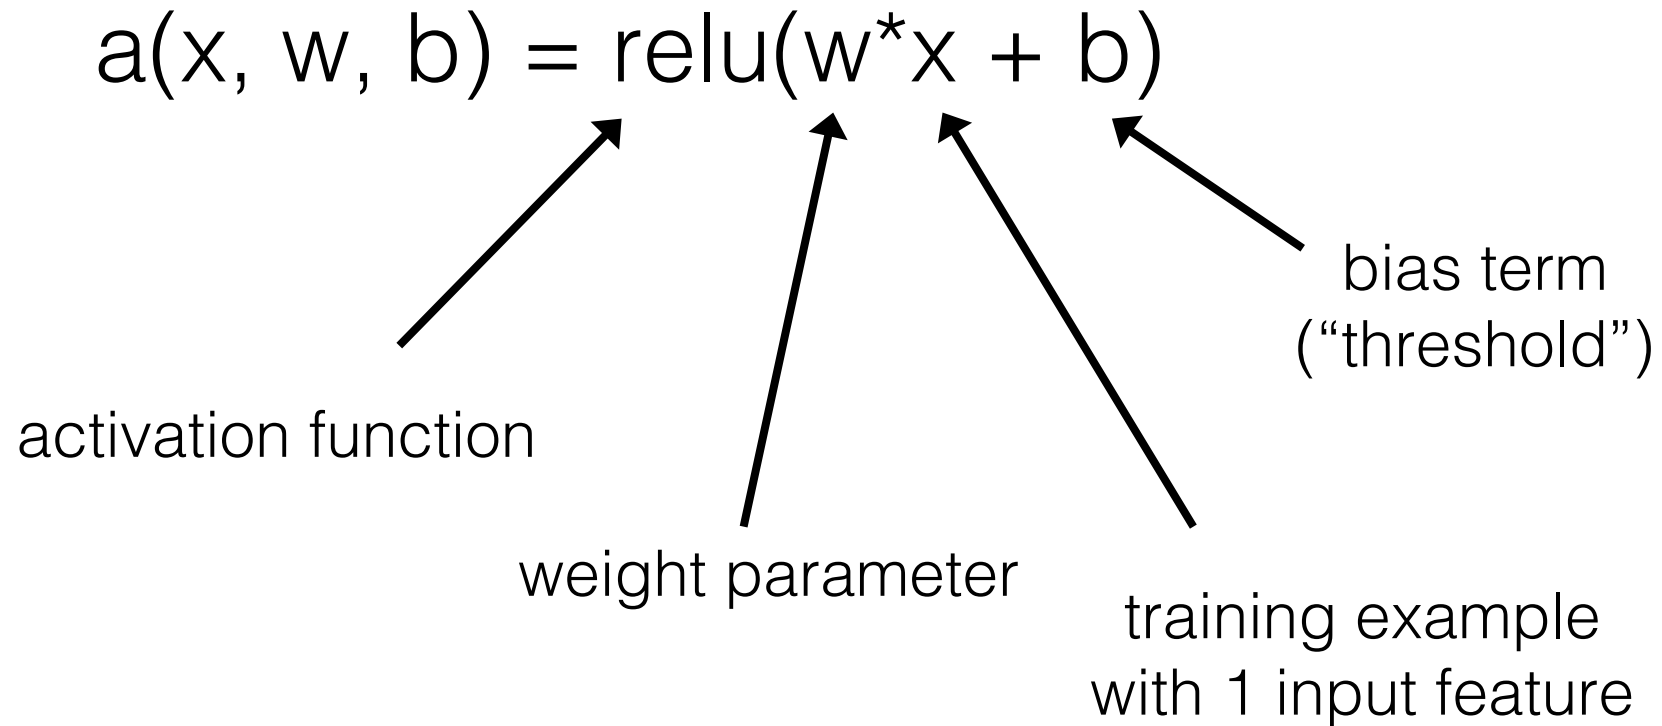 a(x, w, b) = relu(w*x + b)
bias term
(“threshold”)
activation function
weight parameter
training example
with 1 input feature